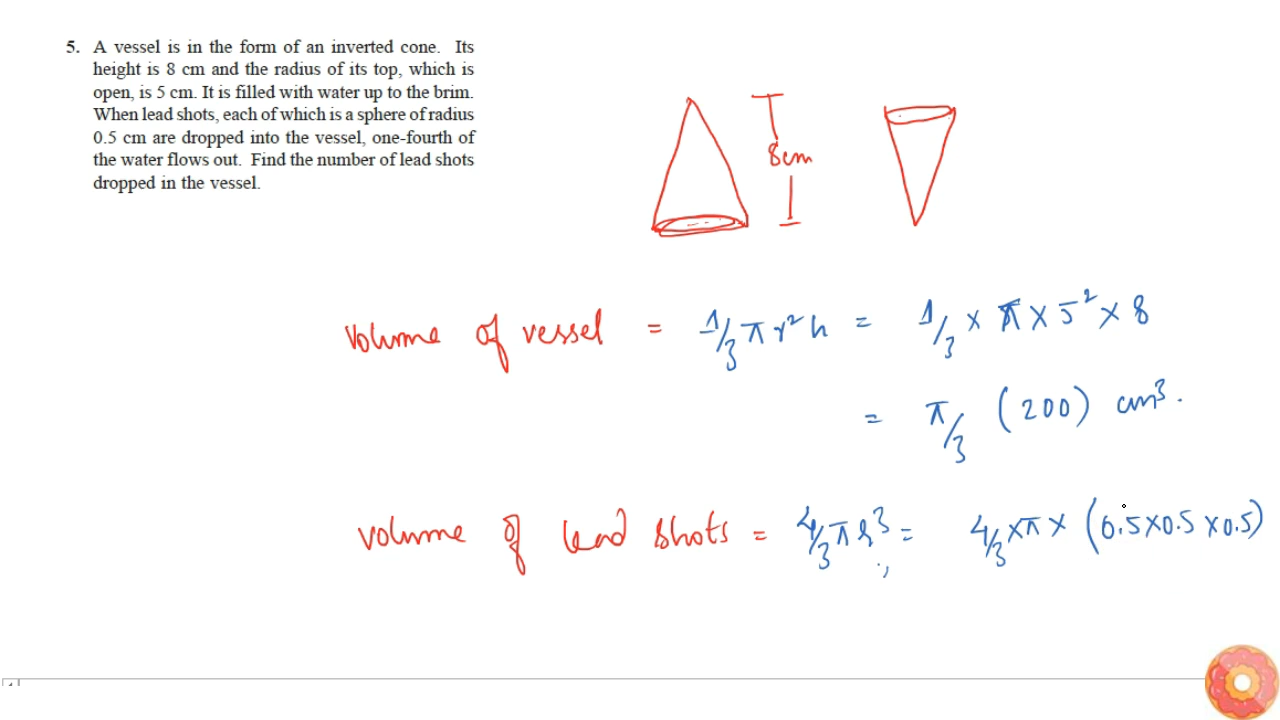 5. A vessel is in the form of an inverted cone. Its
height is 8 cm and the radius of its top, which is
open, is 5 cm. It is filled with water up to the brim.
When lead shots, each of which is a sphere of radius
0.5 cm are dropped into the vessel, one-fourth of
the water flows out. Find the number of lead shots
dropped in the vessel.
8cm
volume of vessel = 1/3 π r² h = 1/3 × π × 5² × 8
= π/3 (200) cm³.
volume of lead shots = 4/3 π r³ = 4/3 × π × (0.5 × 0.5 × 0.5)